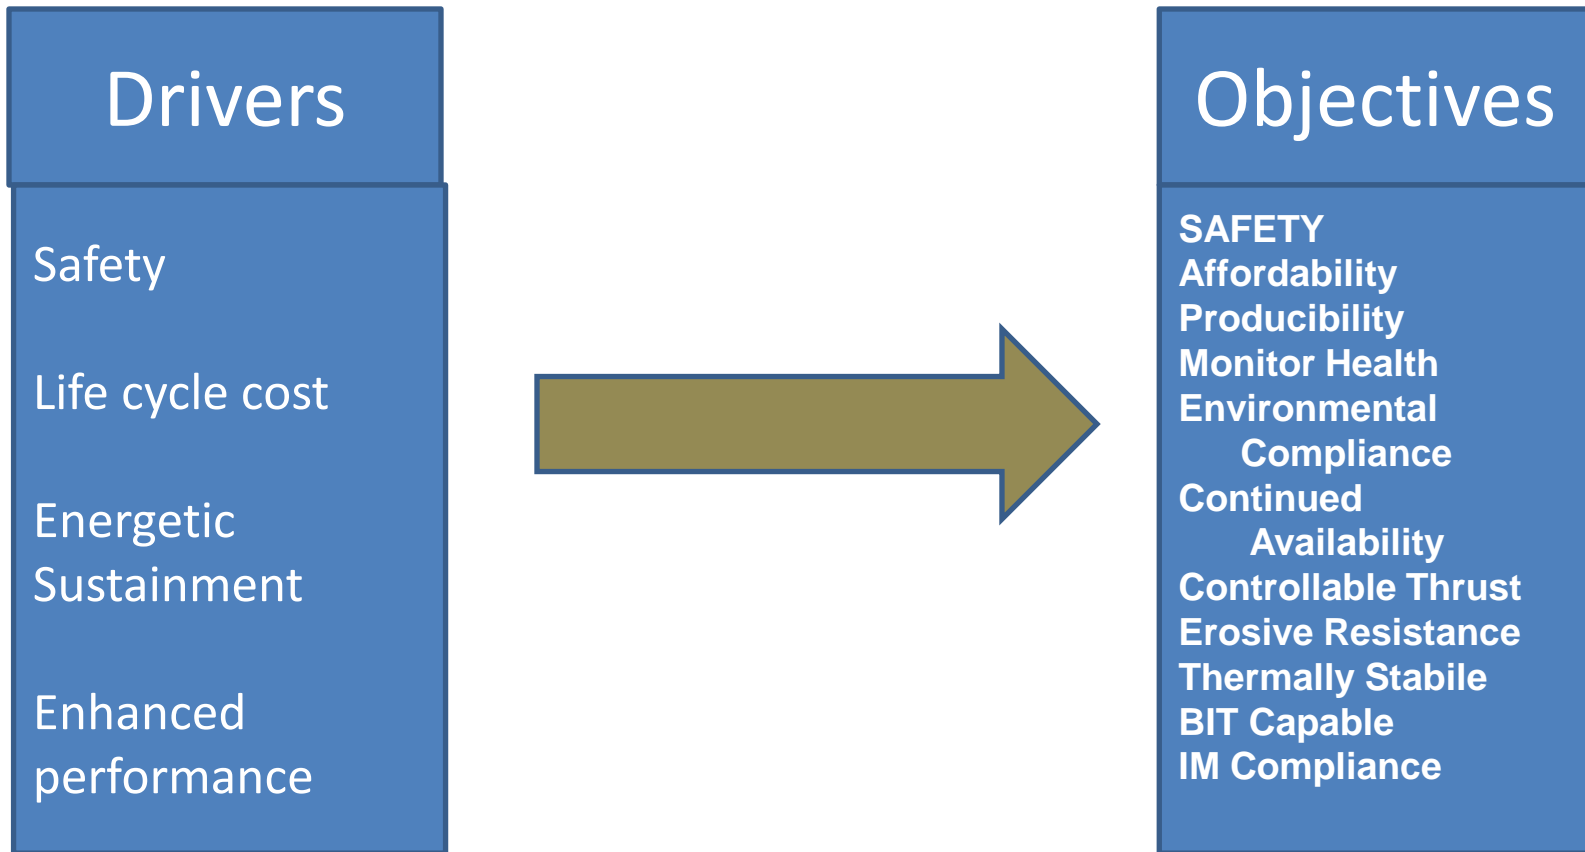 Drivers
Safety
Life cycle cost
Energetic
Sustainment
Enhanced
performance
Objectives
SAFETY
Affordability
Producibility
Monitor Health
Environmental
Compliance
Continued
Availability
Controllable Thrust
Erosive Resistance
Thermally Stabile
BIT Capable
IM Compliance